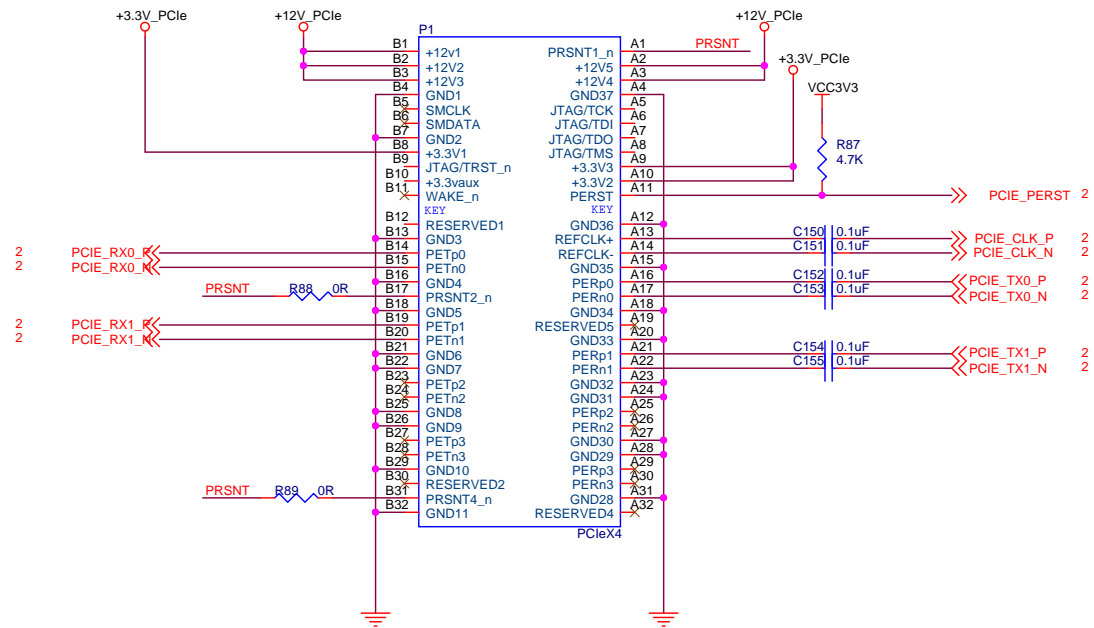 +3.3V_PCIe
+12V_PCIe
+12V_PCIe
P1
B1 +12v1 PRSNT1_n A1 PRSNT
B2 +12V2 +12V5 A2
+3.3V_PCIe
B3 +12V3 +12V4 A3
B4 GND1 GND37 A4
VCC3V3
B5 SMCLK JTAG/TCK A5
B6 SMDATA JTAG/TDI A6
B7 GND2 JTAG/TDO A7
R87
B8 +3.3V1 JTAG/TMS A8
4.7K
B9 JTAG/TRST_n +3.3V3 A9
B10 +3.3vaux +3.3V2 A10
B11 WAKE_n PERST A11 PCIE_PERST 2
KEY KEY
B12 RESERVED1 GND36 A12
B13 GND3 REFCLK+ A13 C150 0.1uF PCIE_CLK_P 2
2 PCIE_RX0_P B14 PETp0 REFCLK- A14 C151 0.1uF PCIE_CLK_N 2
2 PCIE_RX0_N B15 PETn0 GND35 A15
B16 GND4 PERp0 A16 C152 0.1uF PCIE_TX0_P 2
PRSNT R88 0R B17 PRSNT2_n PERn0 A17 C153 0.1uF PCIE_TX0_N 2
B18 GND5 GND34 A18
2 PCIE_RX1_P B19 PETp1 RESERVED5 A19
2 PCIE_RX1_N B20 PETn1 GND33 A20
B21 GND6 PERp1 A21 C154 0.1uF PCIE_TX1_P 2
B22 GND7 PERn1 A22 C155 0.1uF PCIE_TX1_N 2
B23 PETp2 GND32 A23
B24 PETn2 GND31 A24
B25 GND8 PERp2 A25
B26 GND9 PERn2 A26
B27 PETp3 GND30 A27
B28 PETn3 GND29 A28
B29 GND10 PERp3 A29
B30 RESERVED2 PERn3 A30
PRSNT R89 0R B31 PRSNT4_n GND28 A31
B32 GND11 RESERVED4 A32
PCIeX4